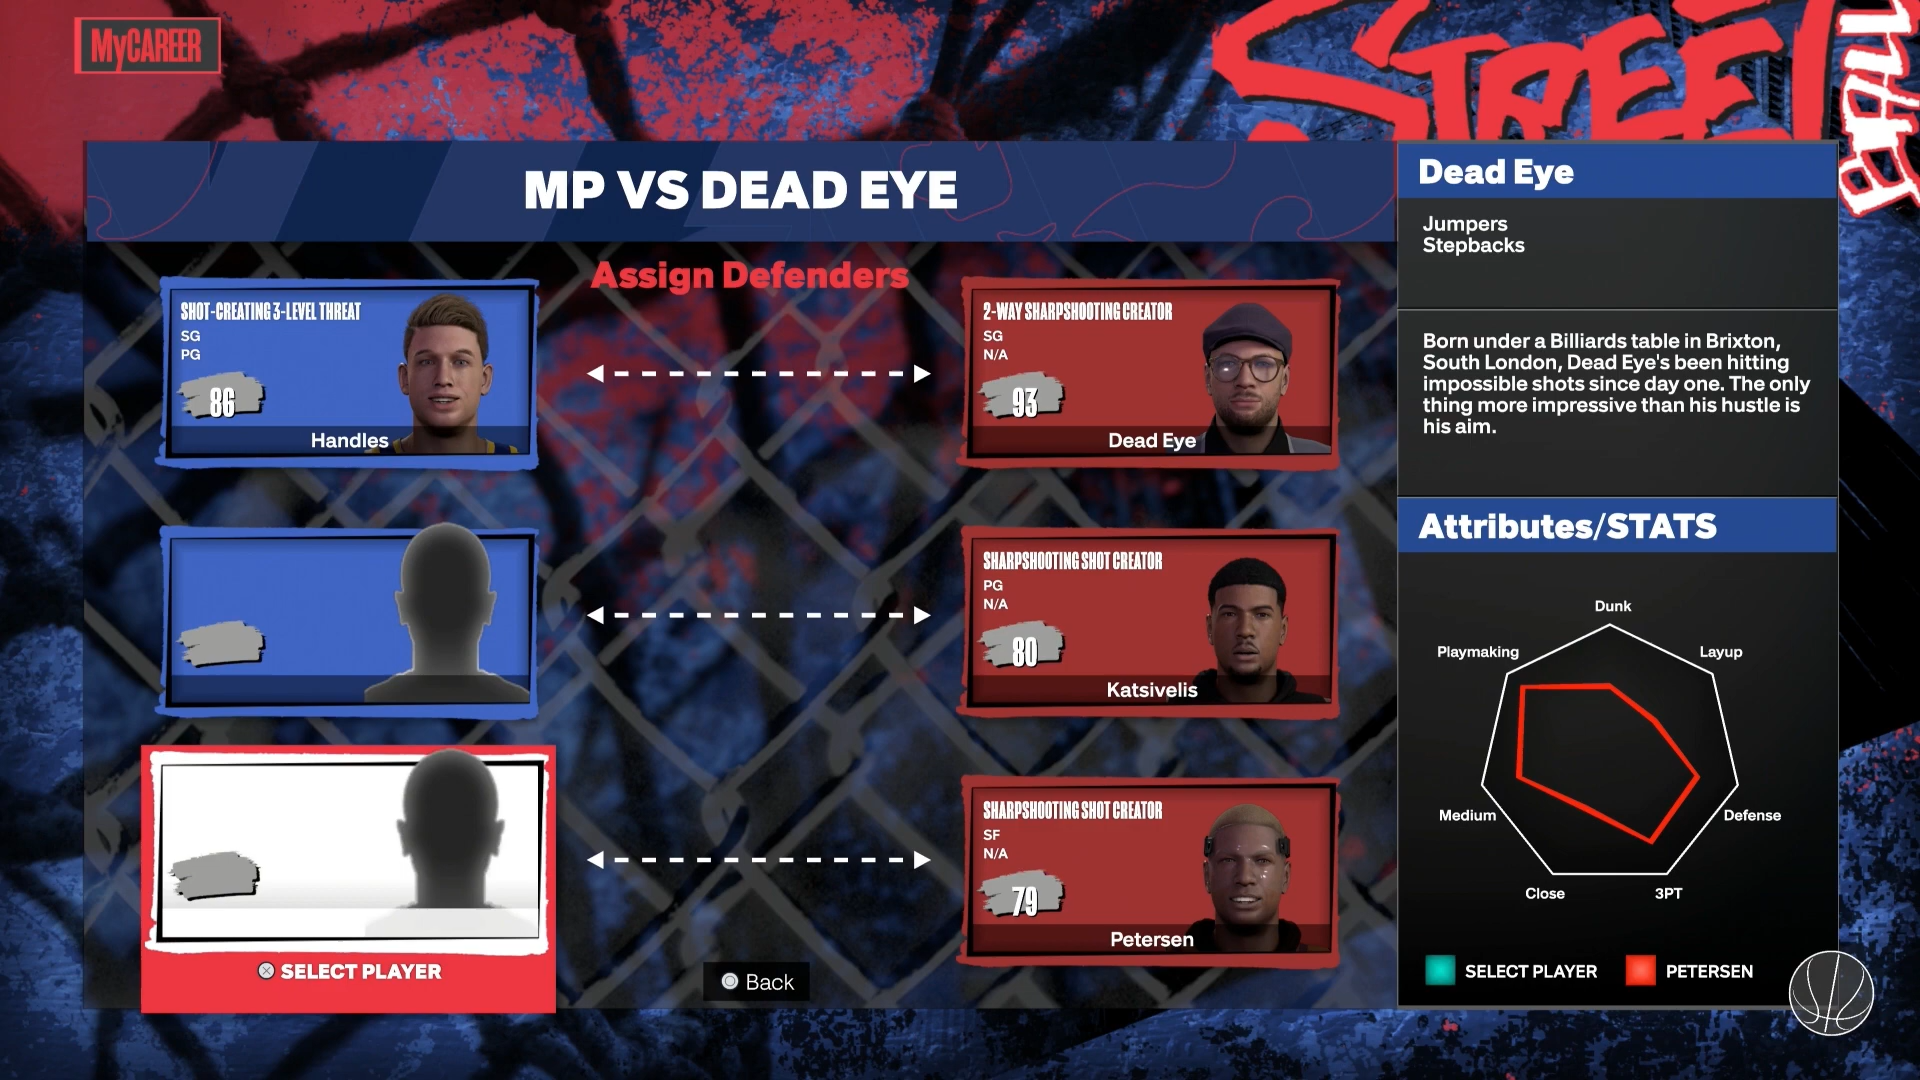 MyCAREER
STREET
MP VS DEAD EYE
Assign Defenders
SHOT-CREATING 3-LEVEL THREAT
SG
PG
86
Handles
2-WAY SHARPSHOOTING CREATOR
SG
N/A
93
Dead Eye
SHARPSHOOTING SHOT CREATOR
PG
N/A
80
Katsivelis
SHARPSHOOTING SHOT CREATOR
SF
N/A
79
Petersen
SELECT PLAYER
Back
Dead Eye
Jumpers
Stepbacks
Born under a Billiards table in Brixton,
South London, Dead Eye's been hitting
impossible shots since day one. The only
thing more impressive than his hustle is
his aim.
Attributes/STATS
Dunk
Playmaking
Layup
Medium
Defense
Close
3PT
SELECT PLAYER
PETERSEN